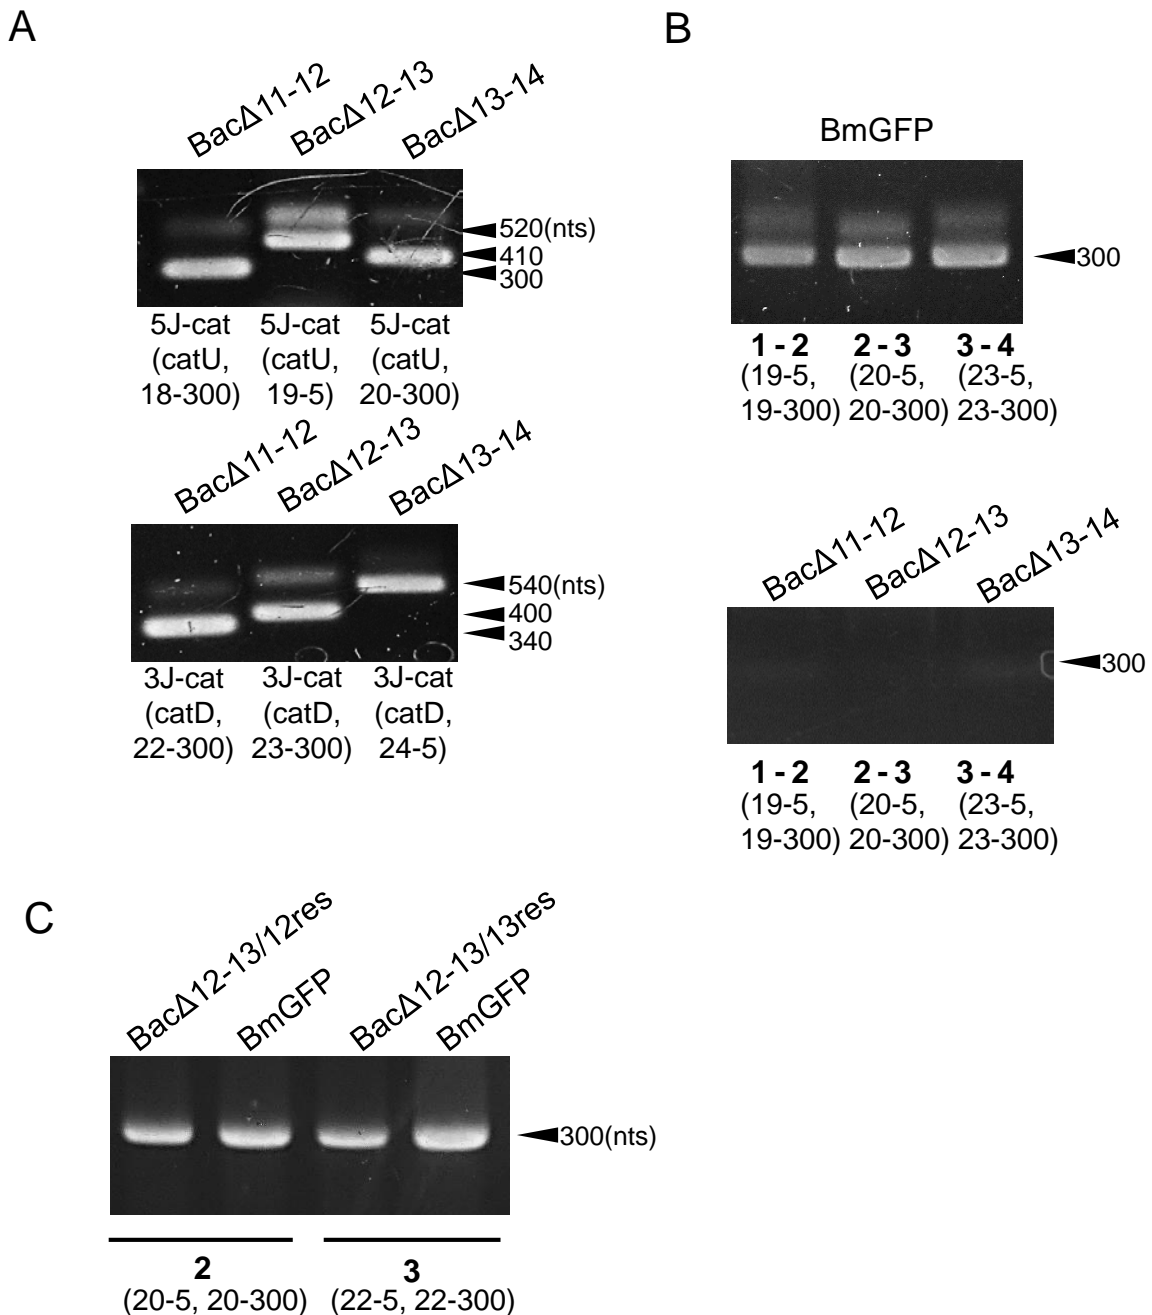 A
BacΔ11-12
BacΔ12-13
BacΔ13-14
520(nts)
410
300
5J-cat 5J-cat 5J-cat
(catU, (catU, (catU,
18-300) 19-5) 20-300)
BacΔ11-12
BacΔ12-13
BacΔ13-14
540(nts)
400
340
3J-cat 3J-cat 3J-cat
(catD, (catD, (catD,
22-300) 23-300) 24-5)
B
BmGFP
300
1 - 2 2 - 3 3 - 4
(19-5, (20-5, (23-5,
19-300) 20-300) 23-300)
BacΔ11-12
BacΔ12-13
BacΔ13-14
300
1 - 2 2 - 3 3 - 4
(19-5, (20-5, (23-5,
19-300) 20-300) 23-300)
C
BacΔ12-13/12res
BmGFP
BacΔ12-13/13res
BmGFP
300(nts)
2 3
(20-5, 20-300) (22-5, 22-300)